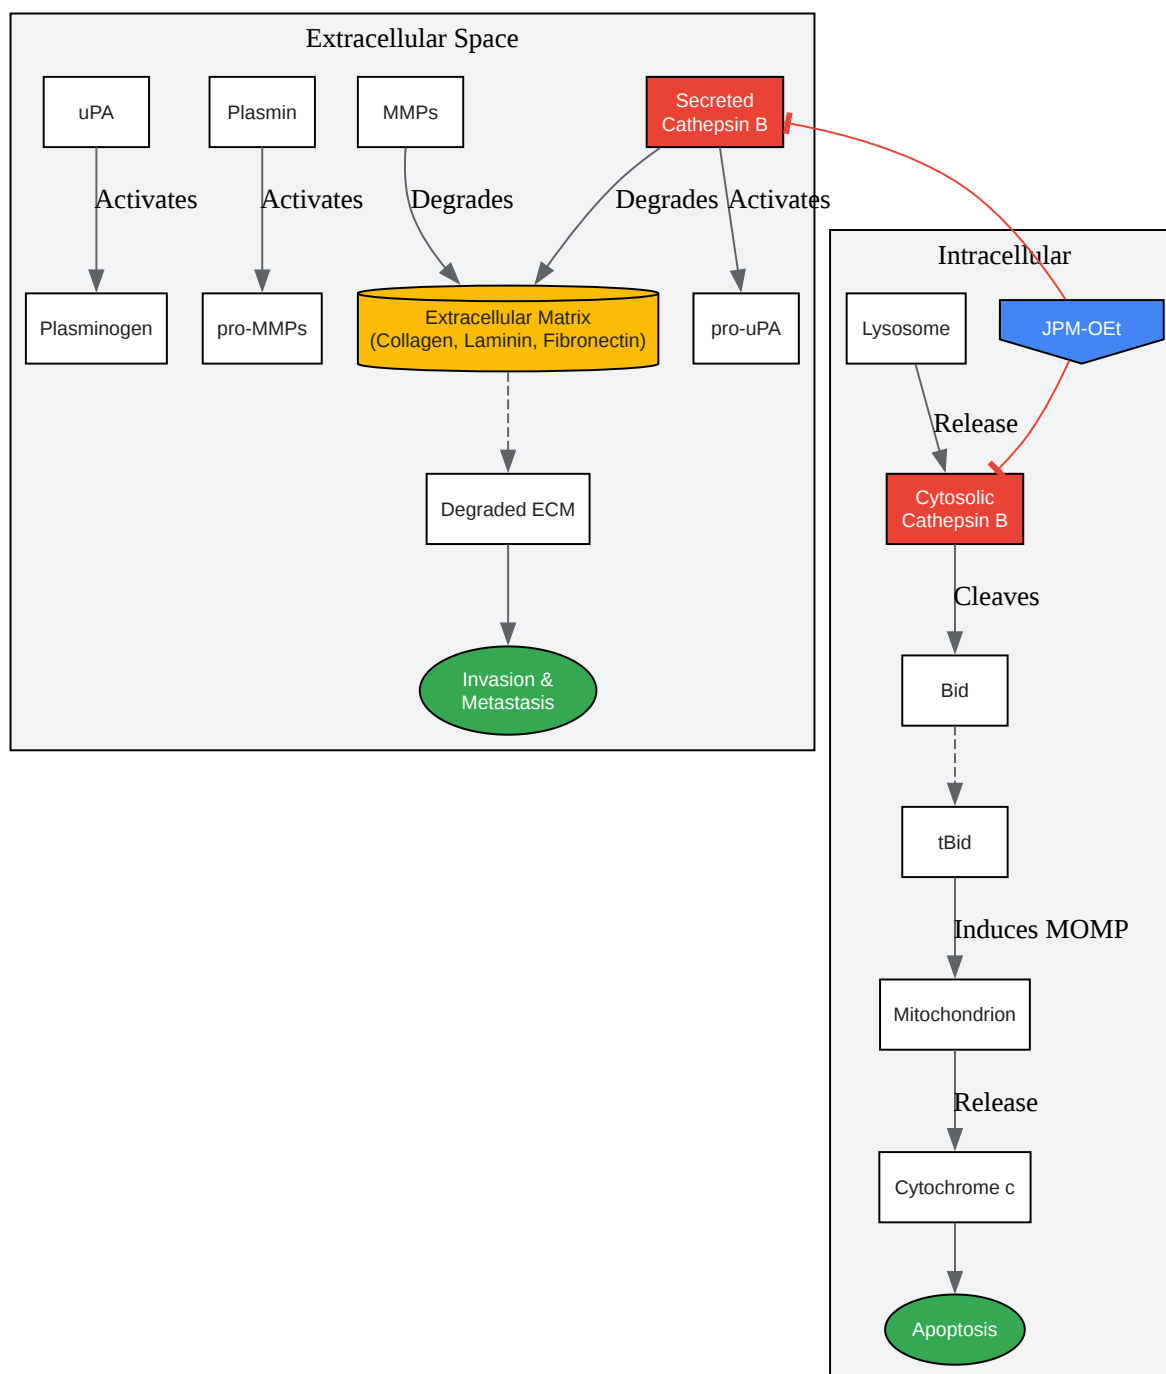 Extracellular Space
uPA
Plasmin
MMPs
Secreted
Cathepsin B
Activates
Activates
Degrades
Degrades
Activates
Plasminogen
pro-MMPs
Extracellular Matrix
(Collagen, Laminin, Fibronectin)
pro-uPA
Degraded ECM
Invasion &
Metastasis
Intracellular
Lysosome
JPM-OEt
Release
Cytosolic
Cathepsin B
Cleaves
Bid
tBid
Induces MOMP
Mitochondrion
Release
Cytochrome c
Apoptosis